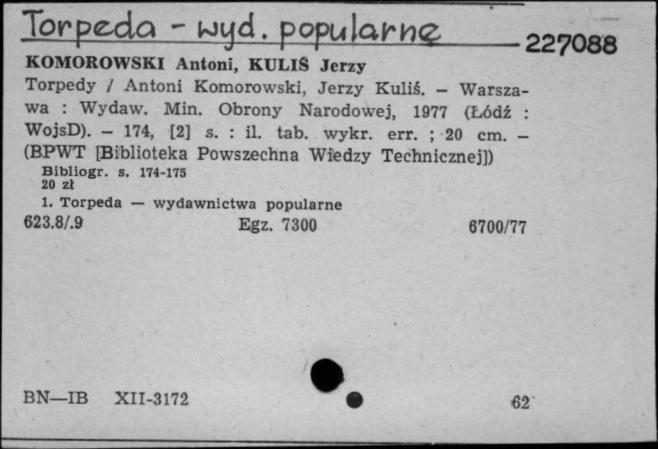 Torpeda - wyd. popularne
227088
KOMOROWSKI Antoni, KULIŚ Jerzy
Torpedy / Antoni Komorowski, Jerzy Kuliś. — Warsza-
wa : Wydaw. Min. Obrony Narodowej, 1977 (Łódź :
WojsD). — 174, [2] s. : il. tab. wykr. err. ; 20 cm. —
(BPWT [Biblioteka Powszechna Wiedzy Technicznej])
Bibliogr. s. 174-175
20 zł
1. Torpeda — wydawnictwa popularne
623.8/.9 Egz. 7300 6700/77
BN—IB XII-3172 62